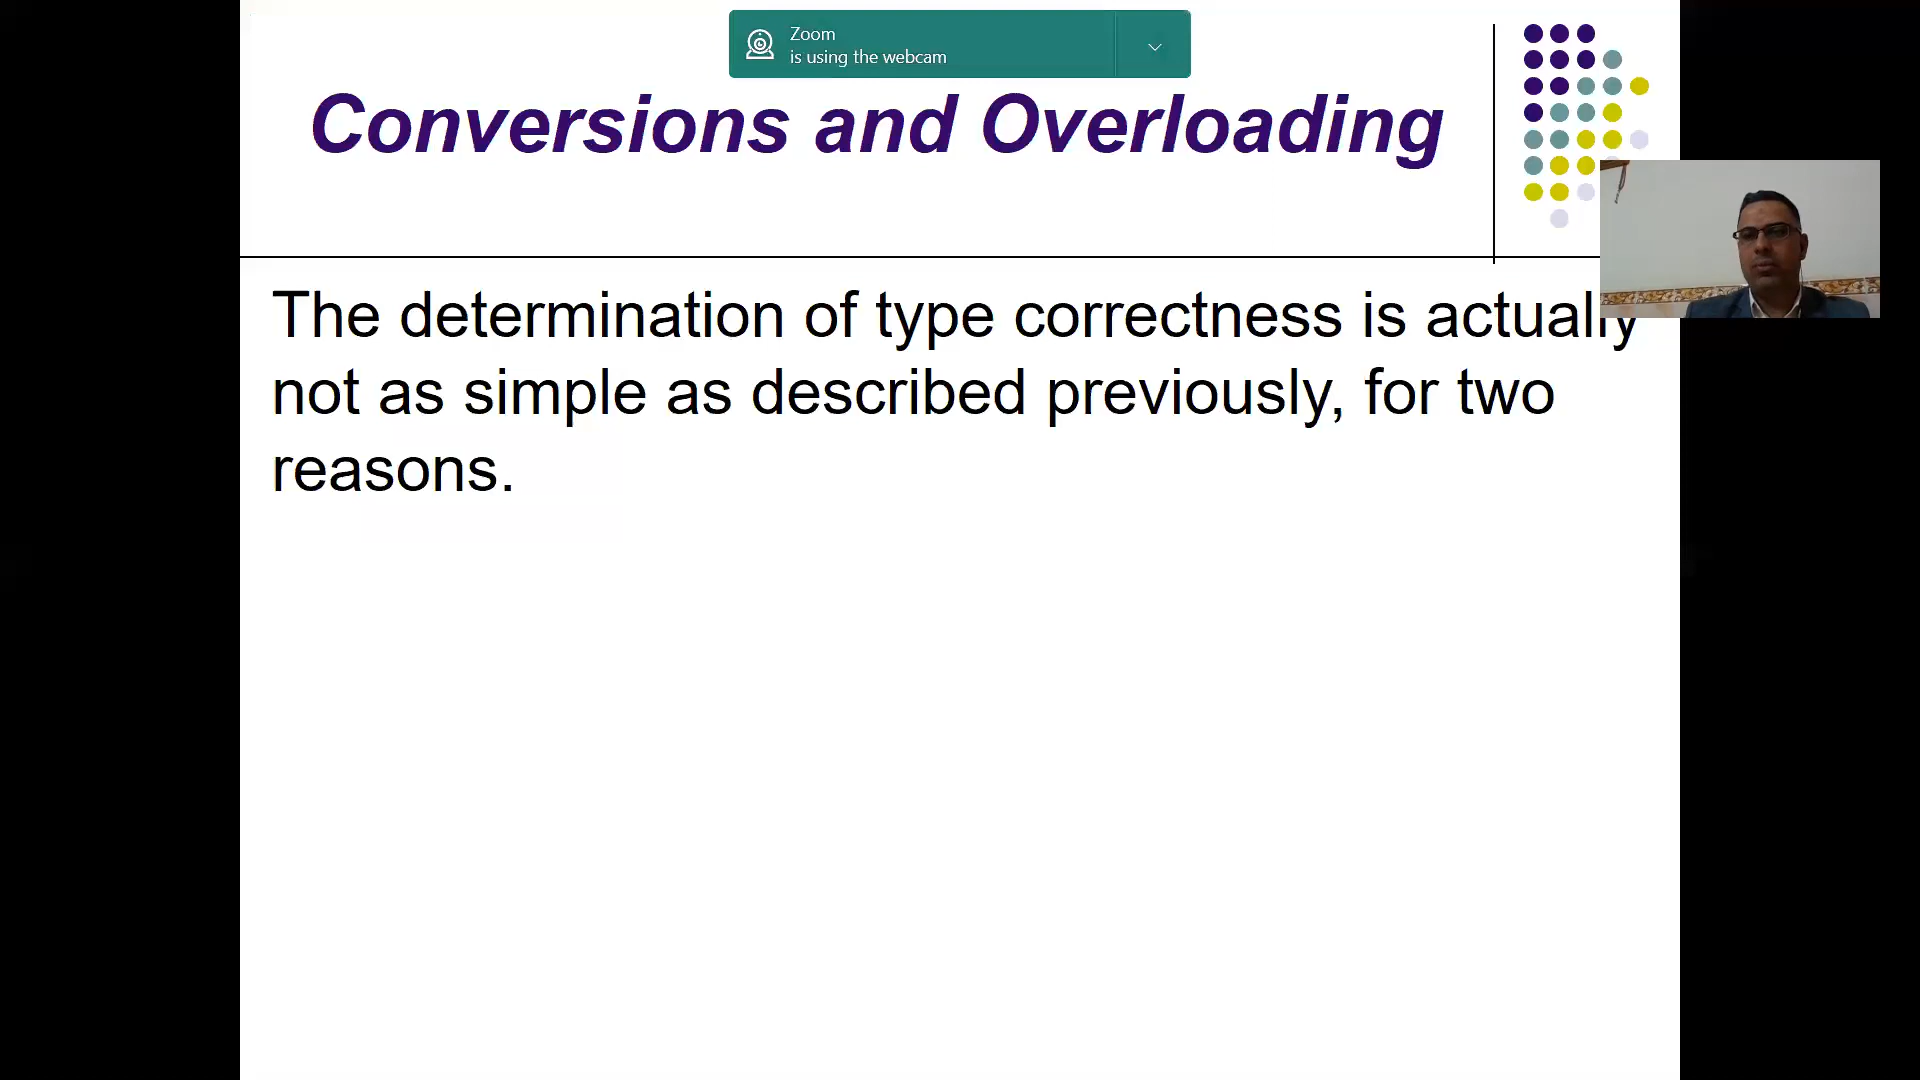 Zoom
is using the webcam
Conversions and Overloading
The determination of type correctness is actually
not as simple as described previously, for two
reasons.